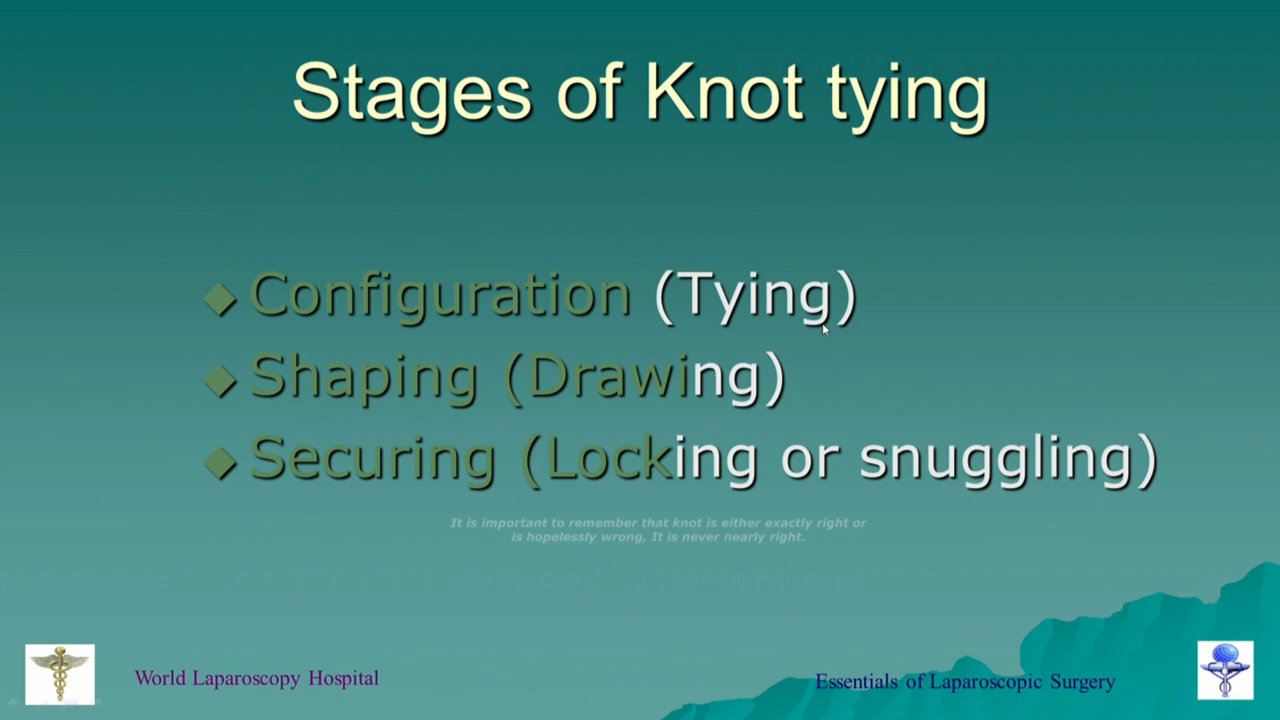 Stages of Knot tying
Configuration (Tying)
Shaping (Drawing)
Securing (Locking or snuggling)
It is important to remember that knot is either exactly right or
is hopelessly wrong, It is never nearly right.
World Laparoscopy Hospital
Essentials of Laparoscopic Surgery